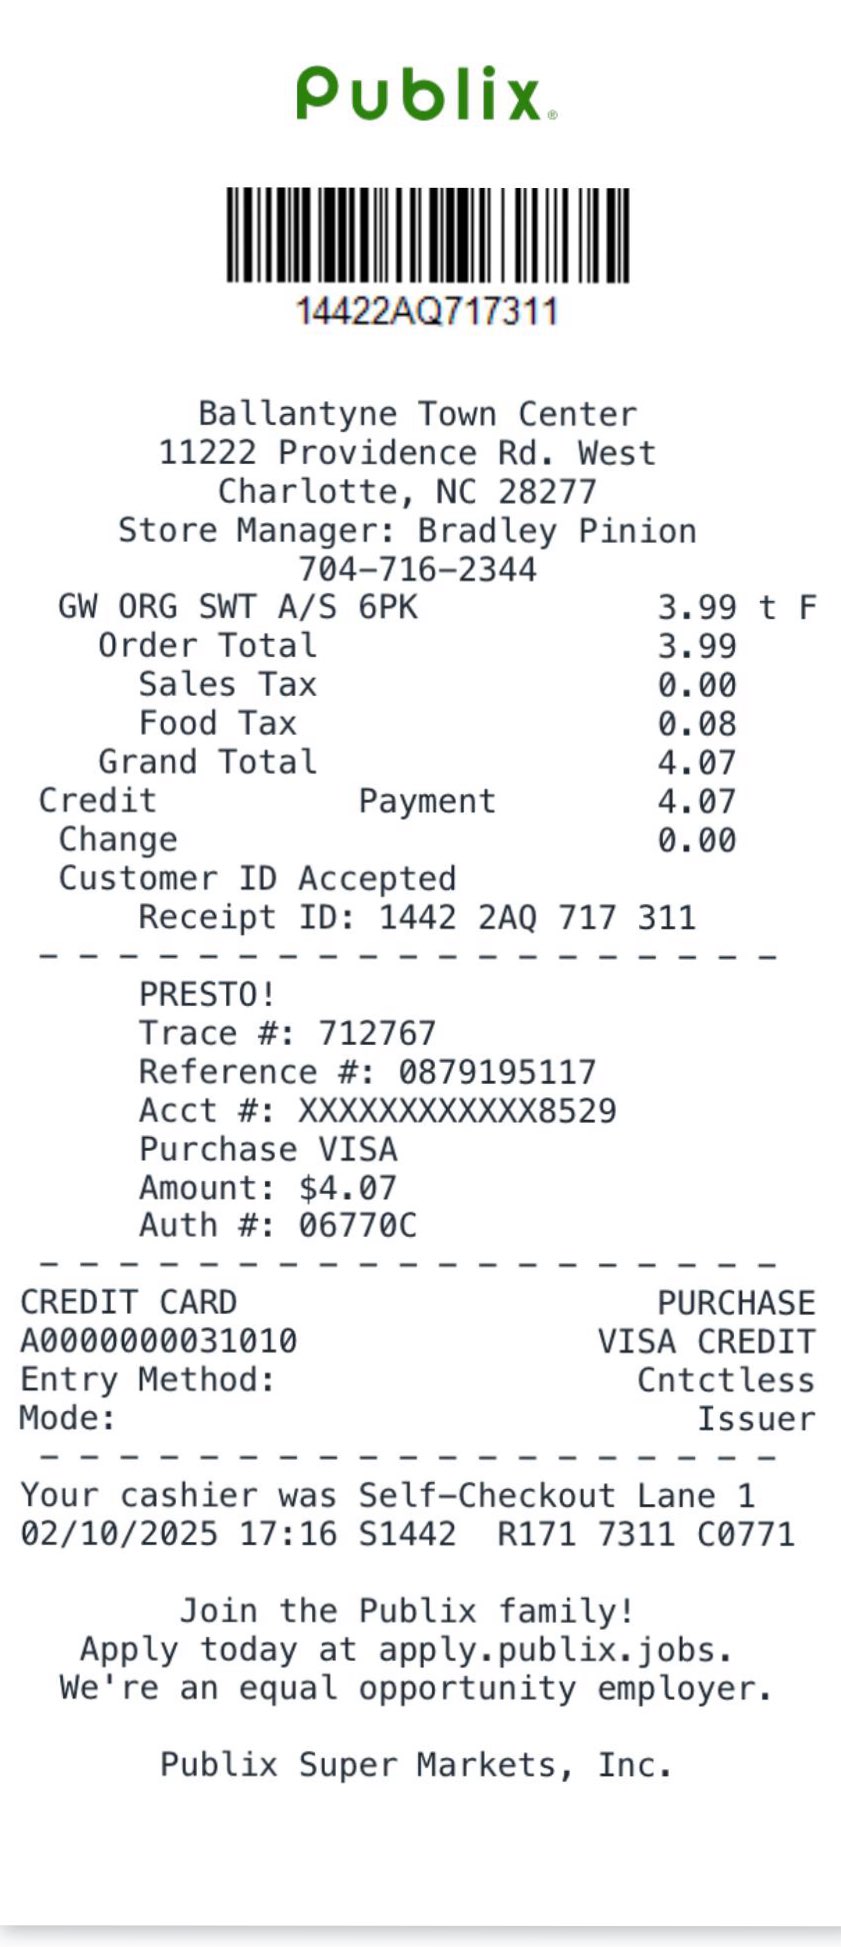 Publix®
14422AQ717311
Ballantyne Town Center
11222 Providence Rd. West
Charlotte, NC 28277
Store Manager: Bradley Pinion
704-716-2344
GW ORG SWT A/S 6PK 3.99 t F
Order Total 3.99
Sales Tax 0.00
Food Tax 0.08
Grand Total 4.07
Credit Payment 4.07
Change 0.00
Customer ID Accepted
Receipt ID: 1442 2AQ 717 311
- - - - - - - - - - - - - - - - - - -
PRESTO!
Trace #: 712767
Reference #: 0879195117
Acct #: XXXXXXXXXXXX8529
Purchase VISA
Amount: $4.07
Auth #: 06770C
- - - - - - - - - - - - - - - - - - -
CREDIT CARD PURCHASE
A0000000031010 VISA CREDIT
Entry Method: Cntctless
Mode: Issuer
- - - - - - - - - - - - - - - - - - -
Your cashier was Self-Checkout Lane 1
02/10/2025 17:16 S1442 R171 7311 C0771
Join the Publix family!
Apply today at apply.publix.jobs.
We're an equal opportunity employer.
Publix Super Markets, Inc.